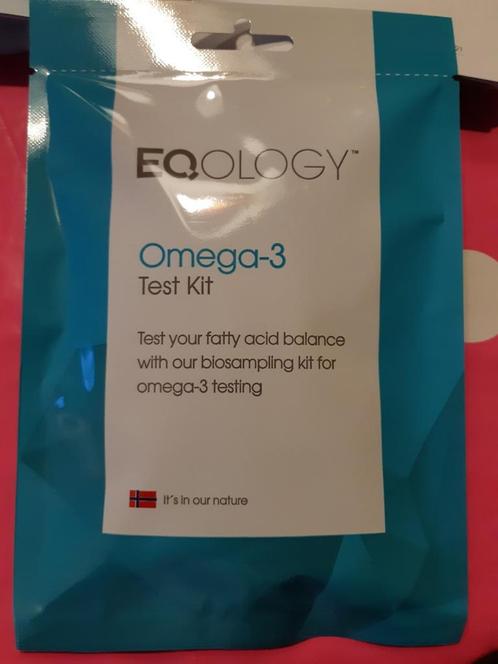 EQOLOGY™
Omega-3
Test Kit
Test your fatty acid balance
with our biosampling kit for
omega-3 testing
it's in our nature